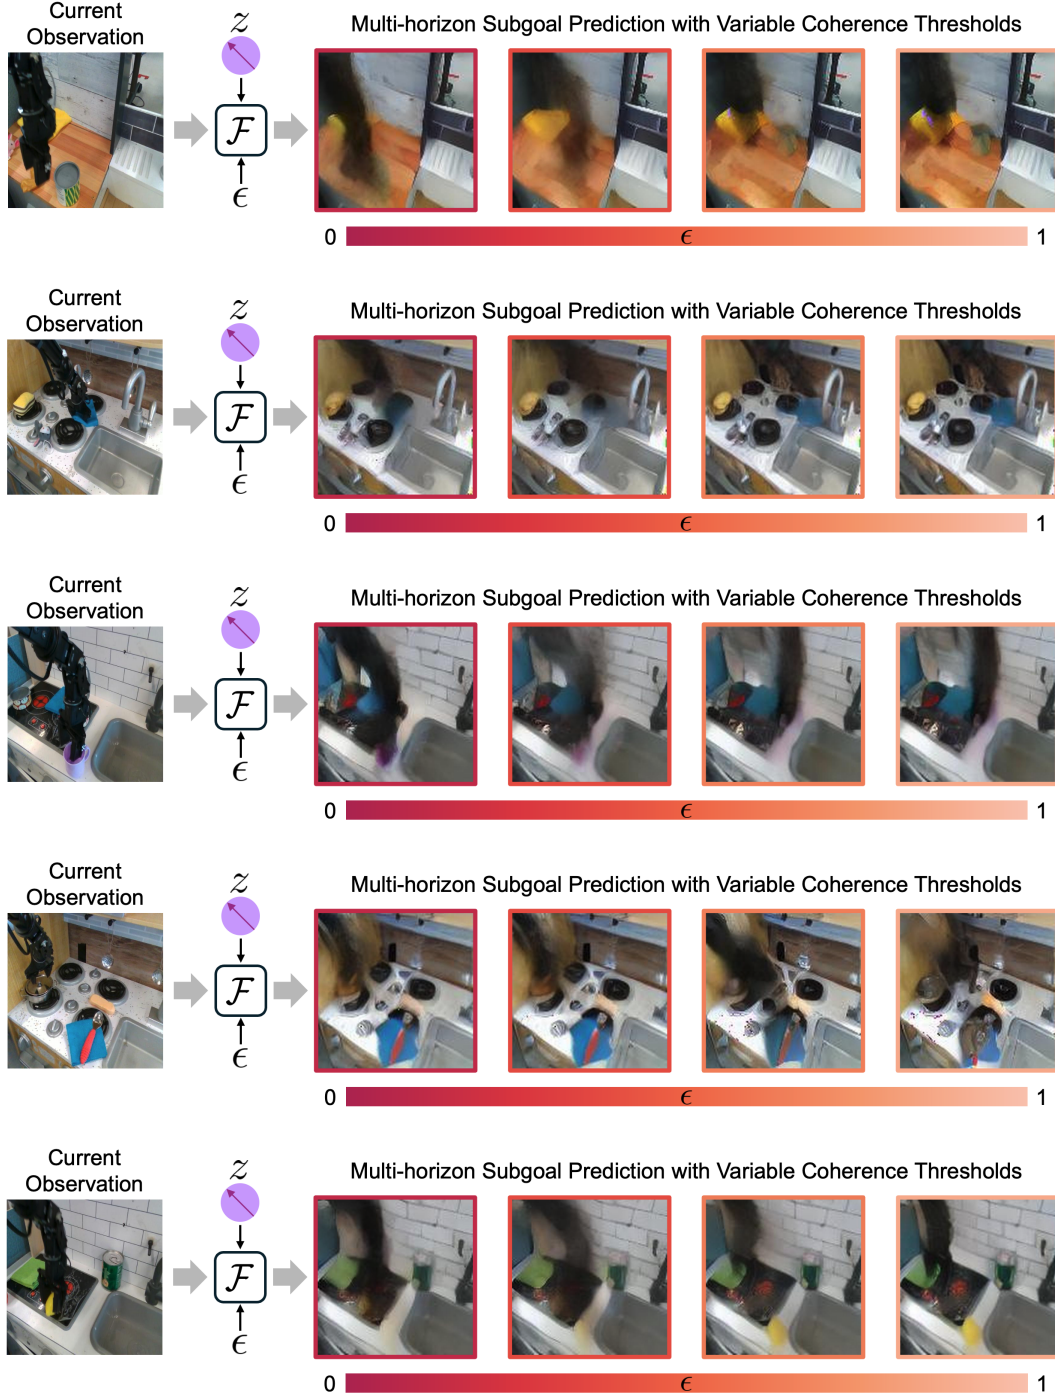 Current
Observation
z
Multi-horizon Subgoal Prediction with Variable Coherence Thresholds
ℱ
ϵ
0 ϵ 1
Current
Observation
z
Multi-horizon Subgoal Prediction with Variable Coherence Thresholds
ℱ
ϵ
0 ϵ 1
Current
Observation
z
Multi-horizon Subgoal Prediction with Variable Coherence Thresholds
ℱ
ϵ
0 ϵ 1
Current
Observation
z
Multi-horizon Subgoal Prediction with Variable Coherence Thresholds
ℱ
ϵ
0 ϵ 1
Current
Observation
z
Multi-horizon Subgoal Prediction with Variable Coherence Thresholds
ℱ
ϵ
0 ϵ 1